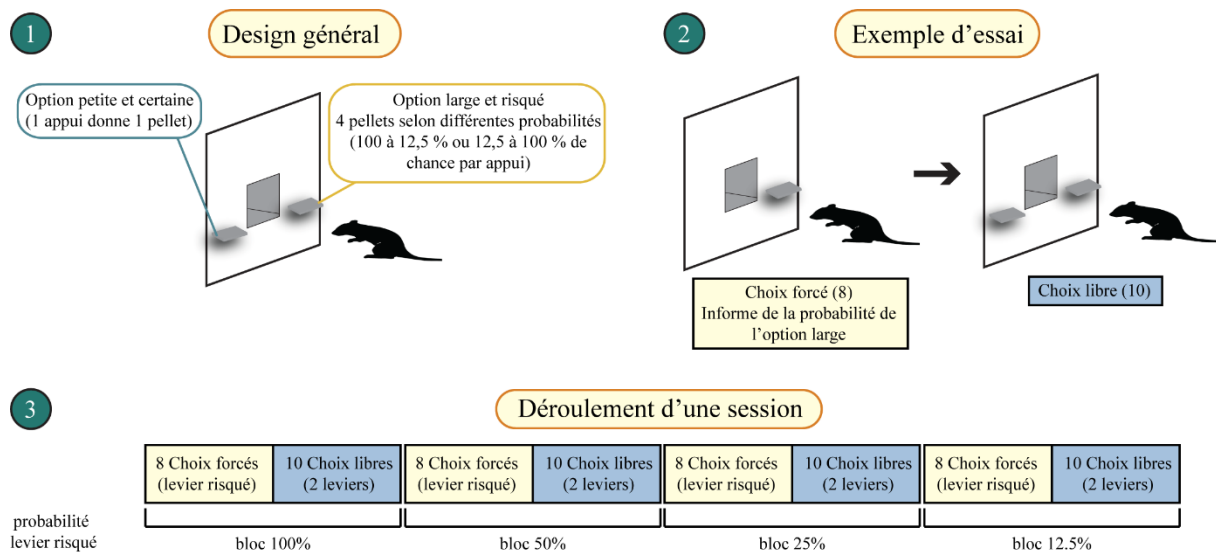 1
Design général
Option petite et certaine
(1 appui donne 1 pellet)
Option large et risqué
4 pellets selon différentes probabilités
(100 à 12,5 % ou 12,5 à 100 % de
chance par appui)
2
Exemple d’essai
Choix forcé (8)
Informe de la probabilité de
l’option large
Choix libre (10)
3
Déroulement d’une session
8 Choix forcés
(levier risqué)
10 Choix libres
(2 leviers)
8 Choix forcés
(levier risqué)
10 Choix libres
(2 leviers)
8 Choix forcés
(levier risqué)
10 Choix libres
(2 leviers)
8 Choix forcés
(levier risqué)
10 Choix libres
(2 leviers)
probabilité
levier risqué
bloc 100%
bloc 50%
bloc 25%
bloc 12.5%